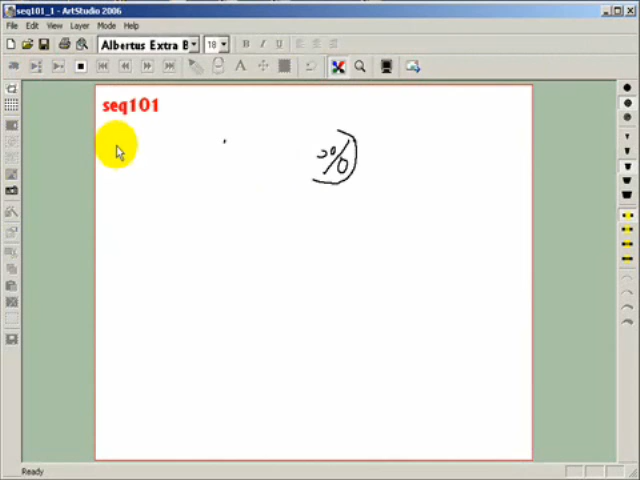 seq101_1 - ArtStudio 2006
File Edit View Layer Mode Help
Albertus Extra B 18 B I U
A
seq101
%
Ready